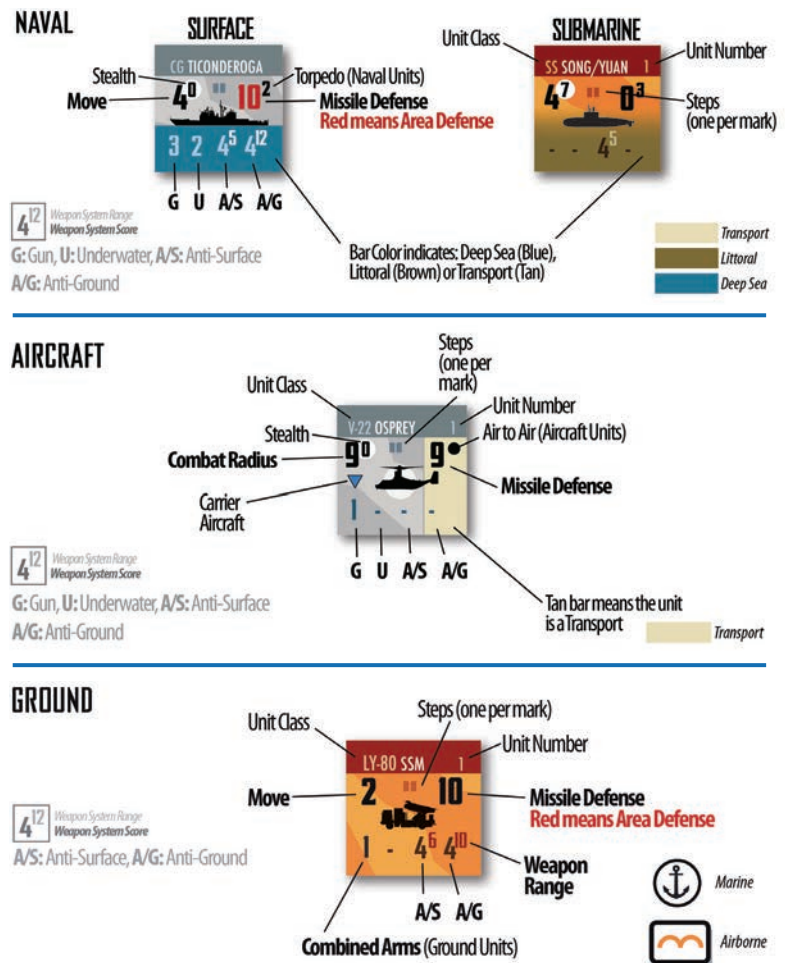 NAVAL
SURFACE
SUBMARINE
Unit Class
Unit Number
CG TICONDEROGA
SS SONG/YUAN 1
Stealth
Torpedo (Naval Units)
Move
4 0
10 2
Missile Defense
Red means Area Defense
4 7
0 3
Steps
(one per mark)
3 2 4 5 4 12
- - 4 5 -
G U A/S A/G
4 12
Weapon System Range
Weapon System Score
G: Gun, U: Underwater, A/S: Anti-Surface
A/G: Anti-Ground
Bar Color indicates: Deep Sea (Blue),
Littoral (Brown) or Transport (Tan)
Transport
Littoral
Deep Sea
AIRCRAFT
Steps
(one per
mark)
Unit Class
Unit Number
V-22 OSPREY 1
Stealth
Air to Air (Aircraft Units)
Combat Radius
9 0
9
Missile Defense
Carrier
Aircraft
1 - - -
G U A/S A/G
4 12
Weapon System Range
Weapon System Score
G: Gun, U: Underwater, A/S: Anti-Surface
A/G: Anti-Ground
Tan bar means the unit
is a Transport
Transport
GROUND
Steps (one per mark)
Unit Class
Unit Number
LY-80 SSM 1
Move
2
10
Missile Defense
Red means Area Defense
4 12
Weapon System Range
Weapon System Score
A/S: Anti-Surface, A/G: Anti-Ground
1 - 4 6 4 10
Weapon
Range
A/S A/G
Combined Arms (Ground Units)
Marine
Airborne